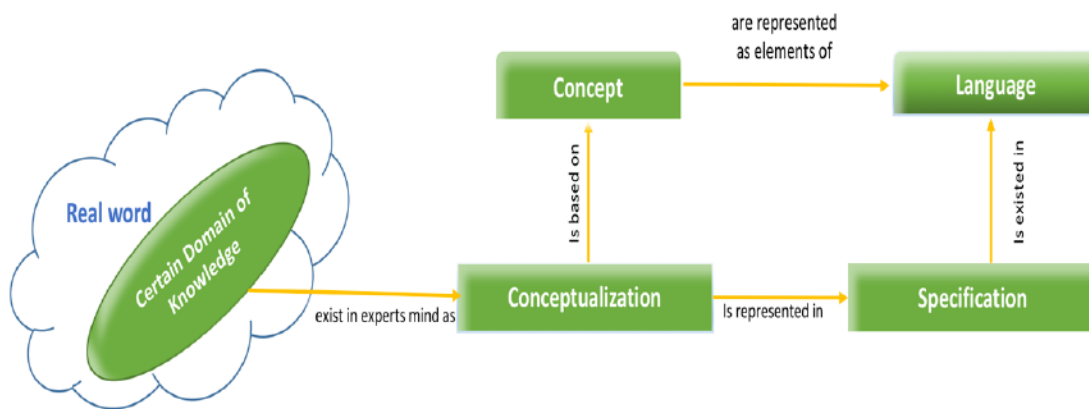 are represented
as elements of
Concept
Language
Real word
Certain Domain of
Knowledge
Is based on
Is existed in
exist in experts mind as
Conceptualization
Is represented in
Specification